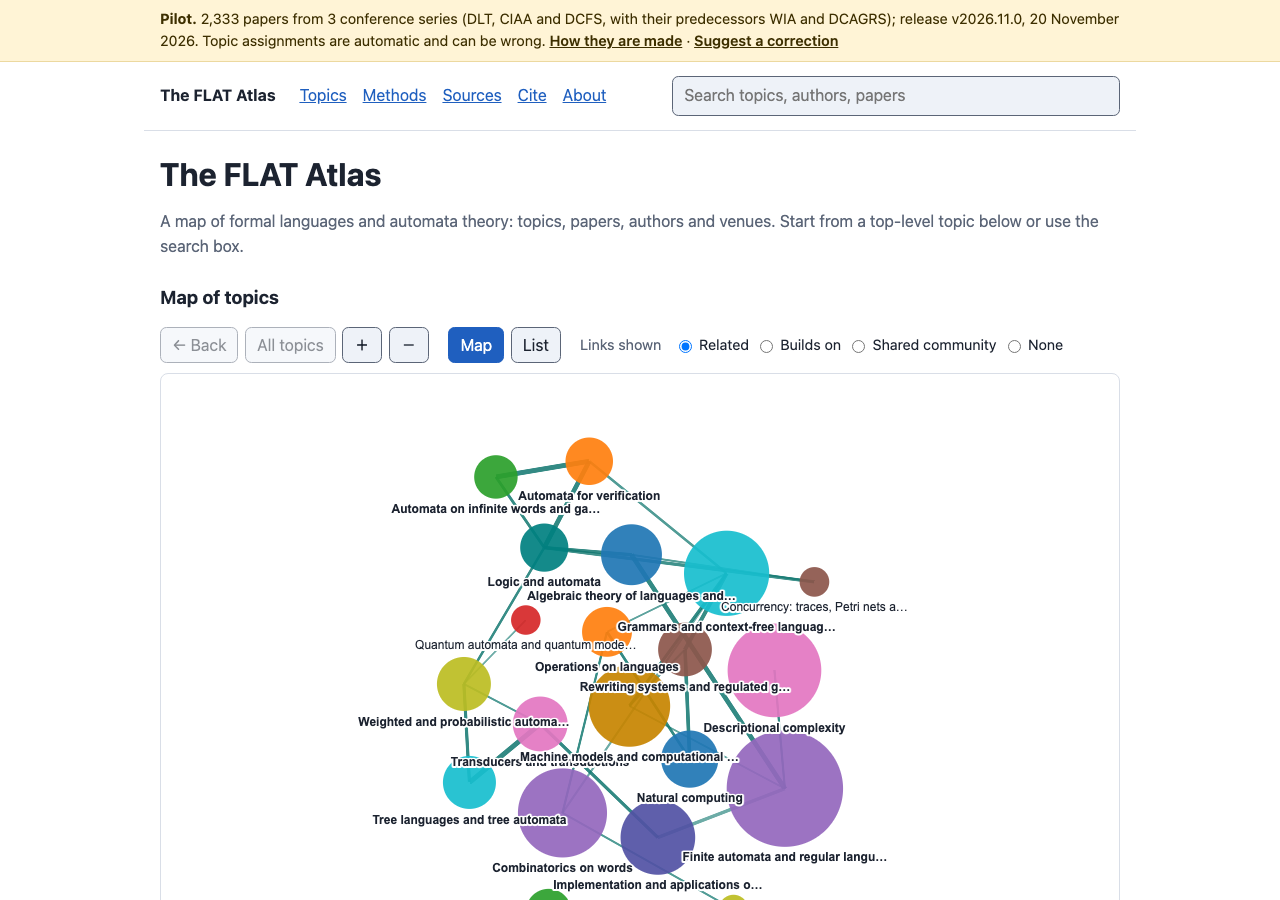 Pilot. 2,333 papers from 3 conference series (DLT, CIAA and DCFS, with their predecessors WIA and DCAGRS); release v2026.11.0, 20 November
2026. Topic assignments are automatic and can be wrong. How they are made · Suggest a correction
The FLAT Atlas Topics Methods Sources Cite About Search topics, authors, papers
The FLAT Atlas
A map of formal languages and automata theory: topics, papers, authors and venues. Start from a top-level topic below or use the
search box.
Map of topics
← Back All topics + − Map List Links shown Related Builds on Shared community None
Automata for verification
Automata on infinite words and ga…
Logic and automata
Algebraic theory of languages and…
Concurrency: traces, Petri nets a…
Grammars and context-free languag…
Quantum automata and quantum mode…
Operations on languages
Rewriting systems and regulated g…
Weighted and probabilistic automa…
Descriptional complexity
Machine models and computational …
Transducers and transductions
Natural computing
Tree languages and tree automata
Finite automata and regular langu…
Combinatorics on words
Implementation and applications o…